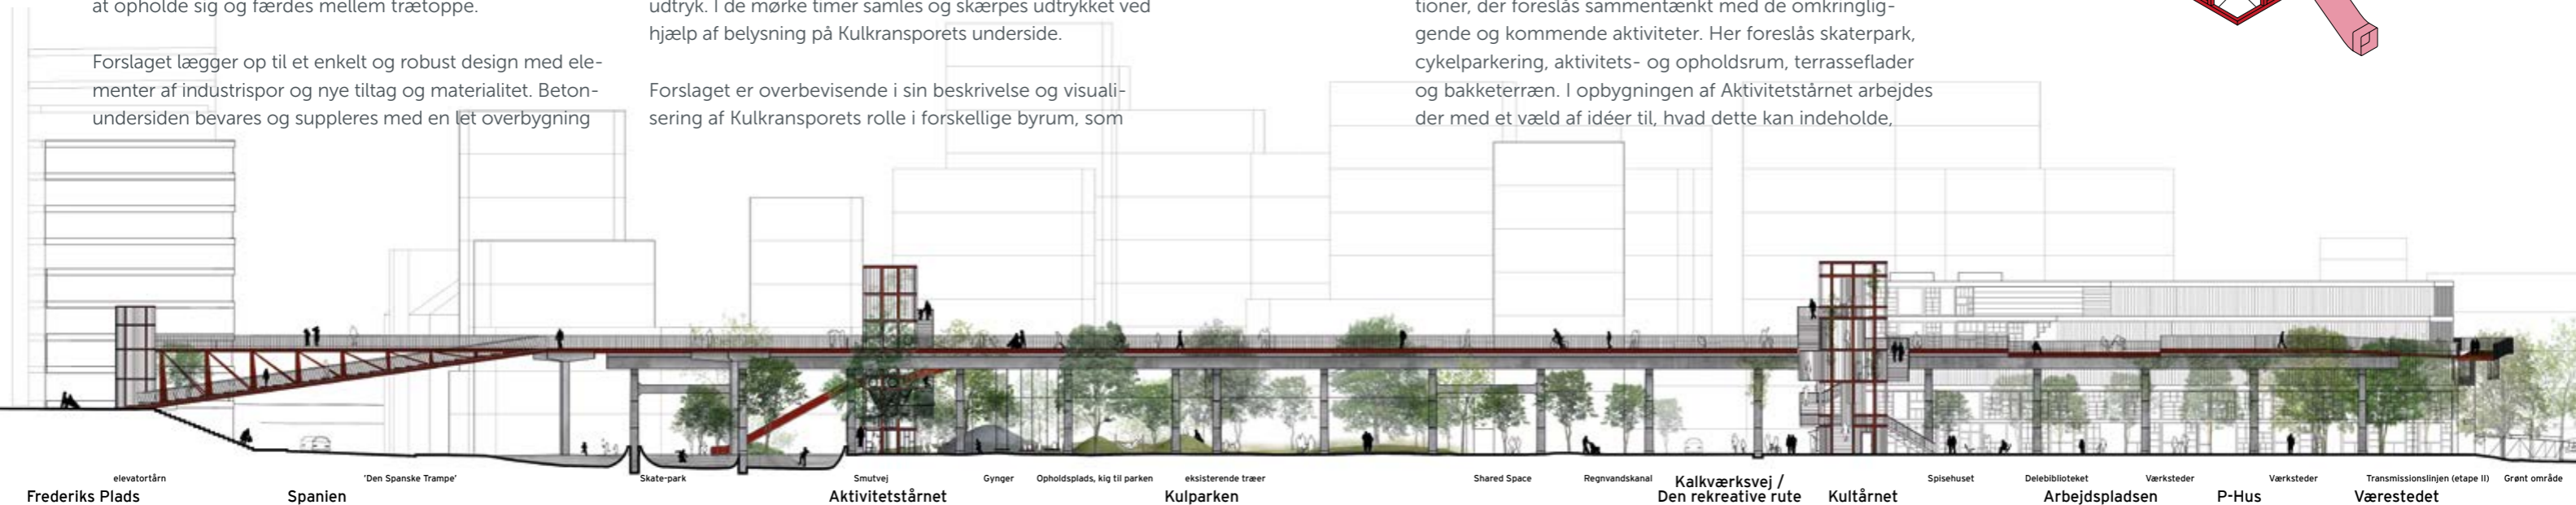 at opholde sig og færdes mellem trætoppe.
Forslaget lægger op til et enkelt og robust design med ele-
menter af industrispor og nye tiltag og materialitet. Beton-
undersiden bevares og suppleres med en let overbygning
udtryk. I de mørke timer samles og skærpes udtrykket ved
hjælp af belysning på Kulkransporets underside.
Forslaget er overbevisende i sin beskrivelse og visuali-
sering af Kulkransporets rolle i forskellige byrum, som
tioner, der foreslås sammentænkt med de omkringlig-
gende og kommende aktiviteter. Her foreslås skaterpark,
cykelparkering, aktivitets- og opholdsrum, terrasseflader
og bakketerræn. I opbygningen af Aktivitetstårnet arbejdes
der med et væld af idéer til, hvad dette kan indeholde,
elevatortårn
'Den Spanske Trampe'
Skate-park
Smutvej
Gynger
Opholdsplads, kig til parken
eksisterende træer
Shared Space
Regnvandskanal
Spisehuset
Delebiblioteket
Værksteder
Værksteder
Transmissionslinjen (etape II)
Grønt område
Frederiks Plads
Spanien
Aktivitetstårnet
Kulparken
Kalkværksvej /
Den rekreative rute
Kultårnet
Arbejdspladsen
P-Hus
Værestedet